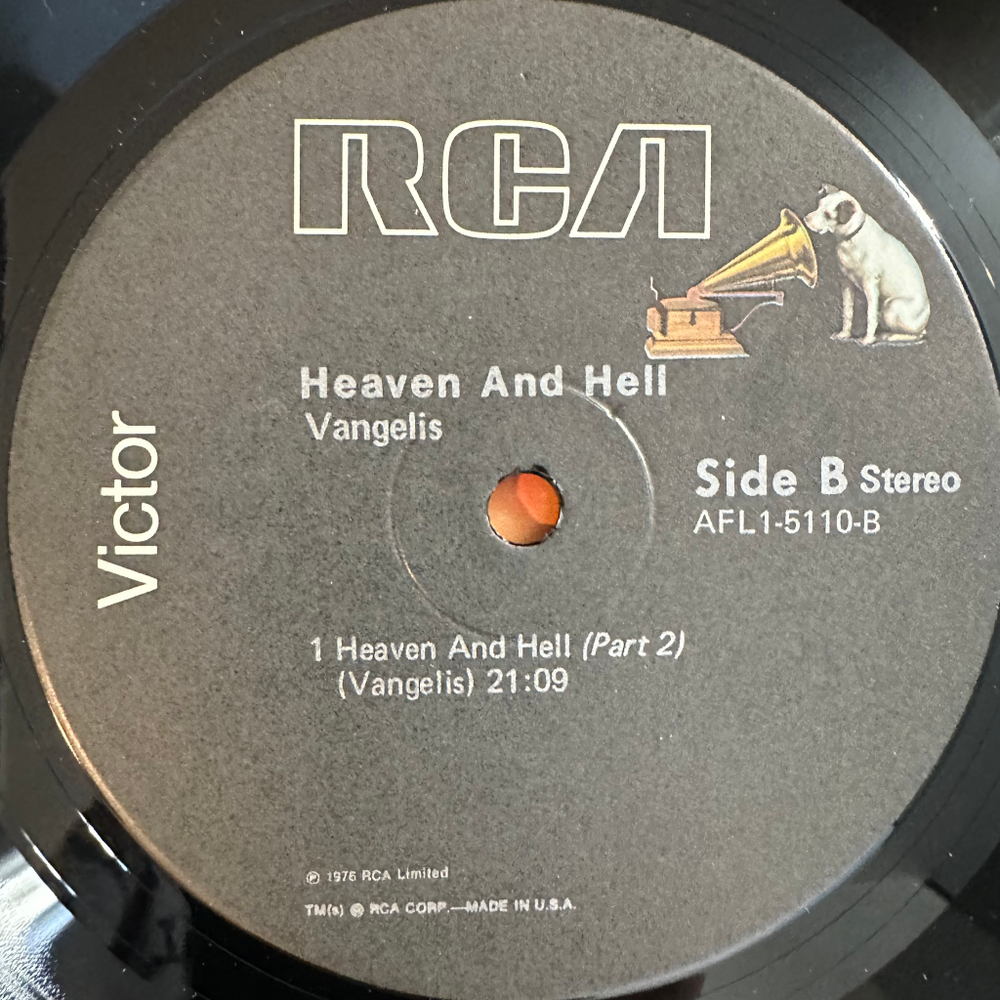 RCA
Heaven And Hell
Vangelis
Victor
Side B Stereo
AFL1-5110-B
1 Heaven And Hell (Part 2)
(Vangelis) 21:09
℗ 1976 RCA Limited
TM(s) ® RCA CORP.—MADE IN U.S.A.